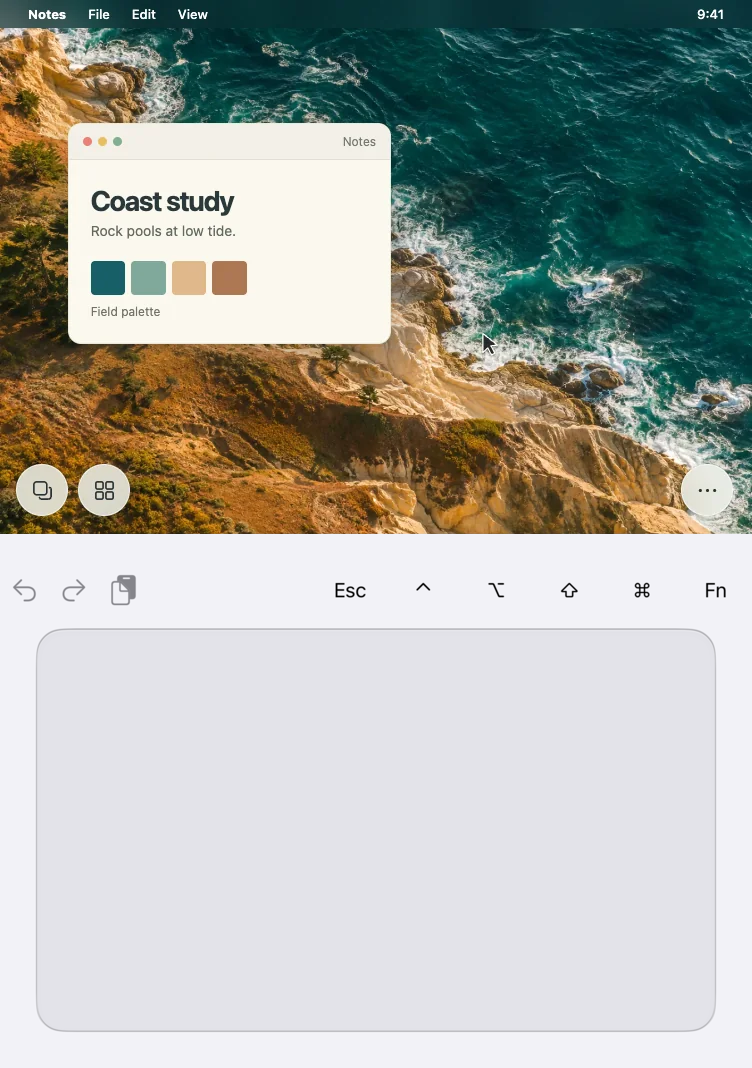 Notes File Edit View 9:41
Notes
Coast study
Rock pools at low tide.
Field palette
Esc ^ ⌥ ⇧ ⌘ Fn